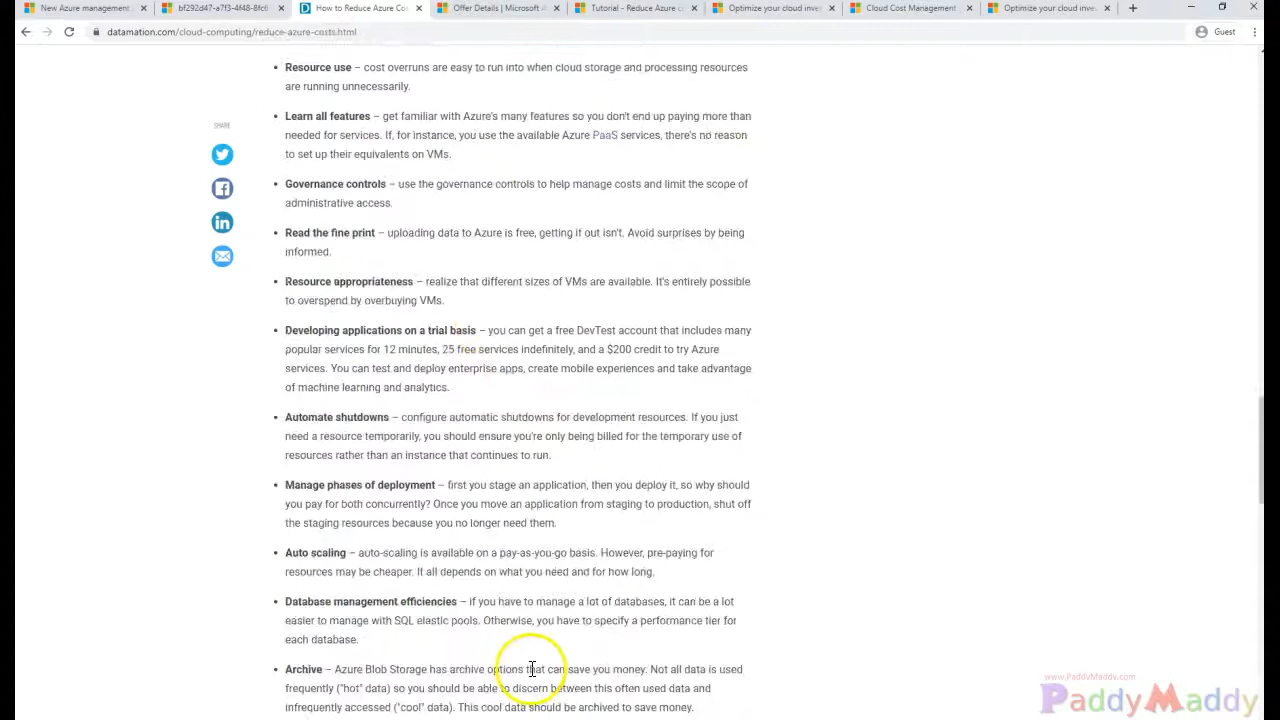 New Azure management
bf292d47-a7f3-4f48-8fc6
How to Reduce Azure Co
Offer Details | Microsoft A
Tutorial - Reduce Azure c
Optimize your cloud inve
Cloud Cost Management
Optimize your cloud inve
datamation.com/cloud-computing/reduce-azure-costs.html
Guest
• Resource use – cost overruns are easy to run into when cloud storage and processing resources
are running unnecessarily.
SHARE
• Learn all features – get familiar with Azure's many features so you don't end up paying more than
needed for services. If, for instance, you use the available Azure PaaS services, there's no reason
to set up their equivalents on VMs.
• Governance controls – use the governance controls to help manage costs and limit the scope of
administrative access.
• Read the fine print – uploading data to Azure is free, getting it out isn't. Avoid surprises by being
informed.
• Resource appropriateness – realize that different sizes of VMs are available. It's entirely possible
to overspend by overbuying VMs.
• Developing applications on a trial basis – you can get a free DevTest account that includes many
popular services for 12 minutes, 25 free services indefinitely, and a $200 credit to try Azure
services. You can test and deploy enterprise apps, create mobile experiences and take advantage
of machine learning and analytics.
• Automate shutdowns – configure automatic shutdowns for development resources. If you just
need a resource temporarily, you should ensure you're only being billed for the temporary use of
resources rather than an instance that continues to run.
• Manage phases of deployment – first you stage an application, then you deploy it, so why should
you pay for both concurrently? Once you move an application from staging to production, shut off
the staging resources because you no longer need them.
• Auto scaling – auto-scaling is available on a pay-as-you-go basis. However, pre-paying for
resources may be cheaper. It all depends on what you need and for how long.
• Database management efficiencies – if you have to manage a lot of databases, it can be a lot
easier to manage with SQL elastic pools. Otherwise, you have to specify a performance tier for
each database.
• Archive – Azure Blob Storage has archive options that can save you money. Not all data is used
frequently ("hot" data) so you should be able to discern between this often used data and
infrequently accessed ("cool" data). This cool data should be archived to save money.
www.PaddyMaddy.com
PaddyMaddy